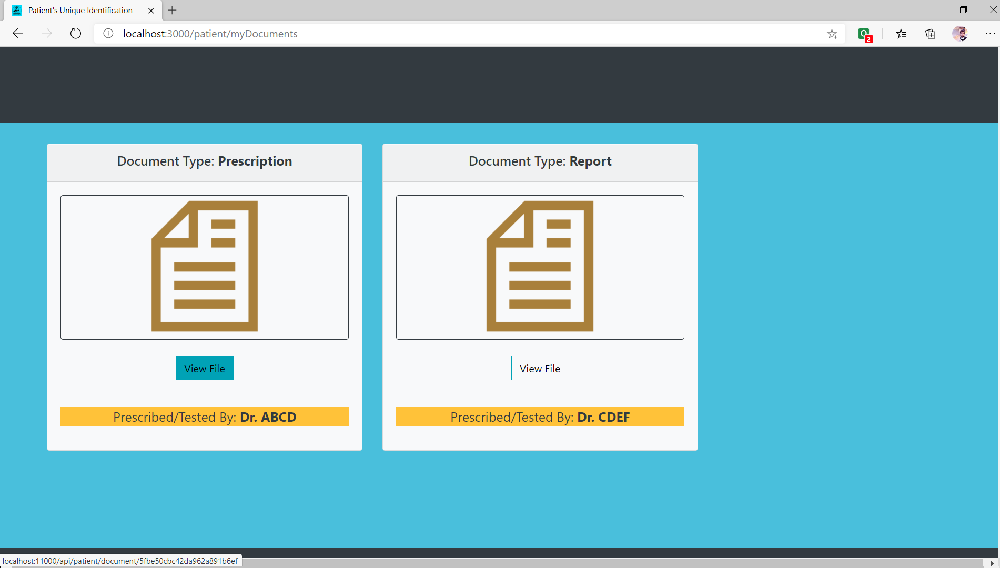 Patient's Unique Identification
localhost:3000/patient/myDocuments
2
Document Type: Prescription
Document Type: Report
View File
View File
Prescribed/Tested By: Dr. ABCD
Prescribed/Tested By: Dr. CDEF
localhost:11000/api/patient/document/5fbe50cbc42da962a891b6ef